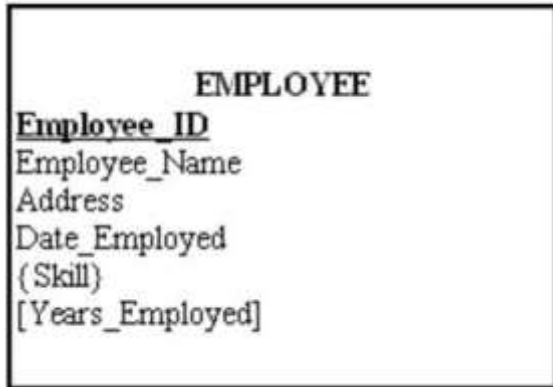 EMPLOYEE
Employee_ID
Employee_Name
Address
Date_Employed
{Skill}
[Years_Employed]